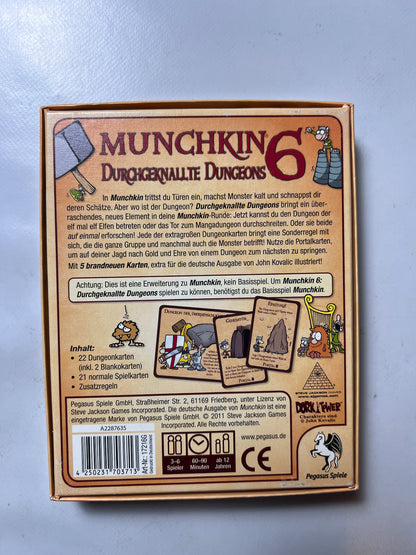 MUNCHKIN 6
DURCHGEKNALLTE DUNGEONS
In Munchkin trittst du Türen ein, machst Monster kalt und schnappst dir
deren Schätze. Aber wo ist der Dungeon? Durchgeknallte Dungeons bringt ein über-
raschendes, neues Element in deine Munchkin-Runde: Jetzt kannst du den Dungeon der
elf mal elf Elfen betreten oder das Tor zum Mangadungeon durchschreiten. Oder sie beide
auf einmal erforschen! Jede der extragroßen Dungeonkarten bringt eine Sonderregel mit
sich, die die ganze Gruppe und manchmal auch die Monster betrifft! Nutze die Portalkarten,
um auf deiner Jagd nach Gold und Ehre von einem Dungeon zum nächsten zu springen.
Mit 5 brandneuen Karten, extra für die deutsche Ausgabe von John Kovalic illustriert!
Achtung: Dies ist eine Erweiterung zu Munchkin, kein Basisspiel. Um Munchkin 6:
Durchgeknallte Dungeons spielen zu können, benötigst du das Basisspiel Munchkin.
Inhalt:
• 22 Dungeonkarten
(inkl. 2 Blankokarten)
• 21 normale Spielkarten
• Zusatzregeln
STEVE JACKSON GAMES
DORK TOWER
Charaktere sind
© John Kovalic
Pegasus Spiele GmbH, Straßheimer Str. 2, 61169 Friedberg, unter Lizenz von
Steve Jackson Games Incorporated. Die deutsche Ausgabe von Munchkin ist eine
eingetragene Marke von Pegasus Spiele GmbH. © 2011 Steve Jackson Games
Incorporated. Alle Rechte vorbehalten.
A2287635
4 250231 703713
Art.-Nr.: 17216G
3–6
Spieler
60–90
Minuten
ab 12
Jahren
CE
www.pegasus.de
Pegasus Spiele